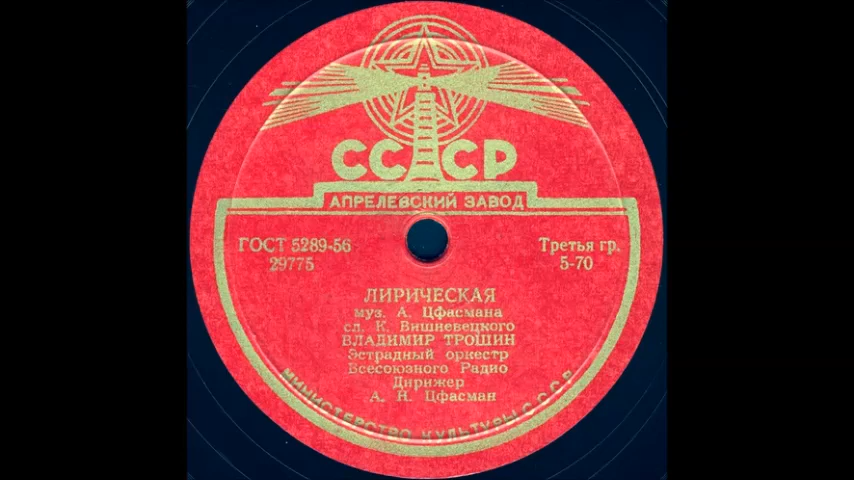 СССР
АПРЕЛЕВСКИЙ ЗАВОД
ГОСТ 5289-56
29775
Третья гр.
5-70
ЛИРИЧЕСКАЯ
муз. А. Цфасмана
сл. К. Вишневецкого
ВЛАДИМИР ТРОШИН
Эстрадный оркестр
Всесоюзного Радио
Дирижер
А. Н. Цфасман
МИНИСТЕРСТВО КУЛЬТУРЫ С.С.С.Р.